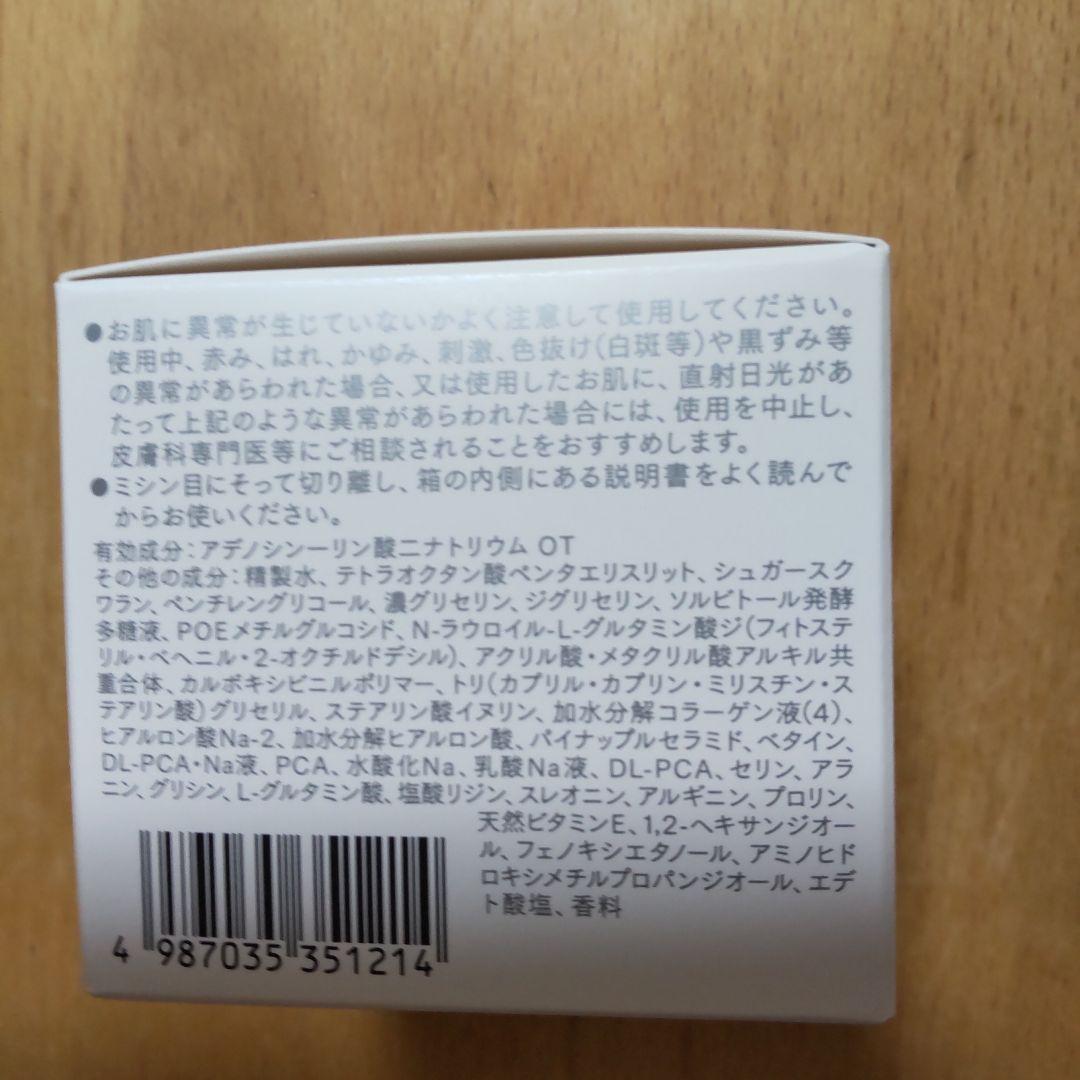 ●お肌に異常が生じていないかよく注意して使用してください。
使用中、赤み、はれ、かゆみ、刺激、色抜け(白斑等)や黒ずみ等
の異常があらわれた場合、又は使用したお肌に、直射日光があ
たって上記のような異常があらわれた場合には、使用を中止し、
皮膚科専門医等にご相談されることをおすすめします。
●ミシン目にそって切り離し、箱の内側にある説明書をよく読んで
からお使いください。
有効成分：アデノシン一リン酸二ナトリウム OT
その他の成分：精製水、テトラオクタン酸ペンタエリスリット、シュガースク
ワラン、ペンチレングリコール、濃グリセリン、ジグリセリン、ソルビトール発酵
多糖液、POEメチルグルコシド、N-ラウロイル-L-グルタミン酸ジ(フィトステ
リル・ベヘニル・2-オクチルドデシル)、アクリル酸・メタクリル酸アルキル共
重合体、カルボキシビニルポリマー、トリ(カプリル・カプリン・ミリスチン・ス
テアリン酸)グリセリル、ステアリン酸イヌリン、加水分解コラーゲン液(4)、
ヒアルロン酸Na-2、加水分解ヒアルロン酸、パイナップルセラミド、ベタイン、
DL-PCA・Na液、PCA、水酸化Na、乳酸Na液、DL-PCA、セリン、アラ
ニン、グリシン、L-グルタミン酸、塩酸リジン、スレオニン、アルギニン、プロリン、
天然ビタミンE、1,2-ヘキサンジオー
ル、フェノキシエタノール、アミノヒド
ロキシメチルプロパンジオール、エデ
ト酸塩、香料
4 987035 351214